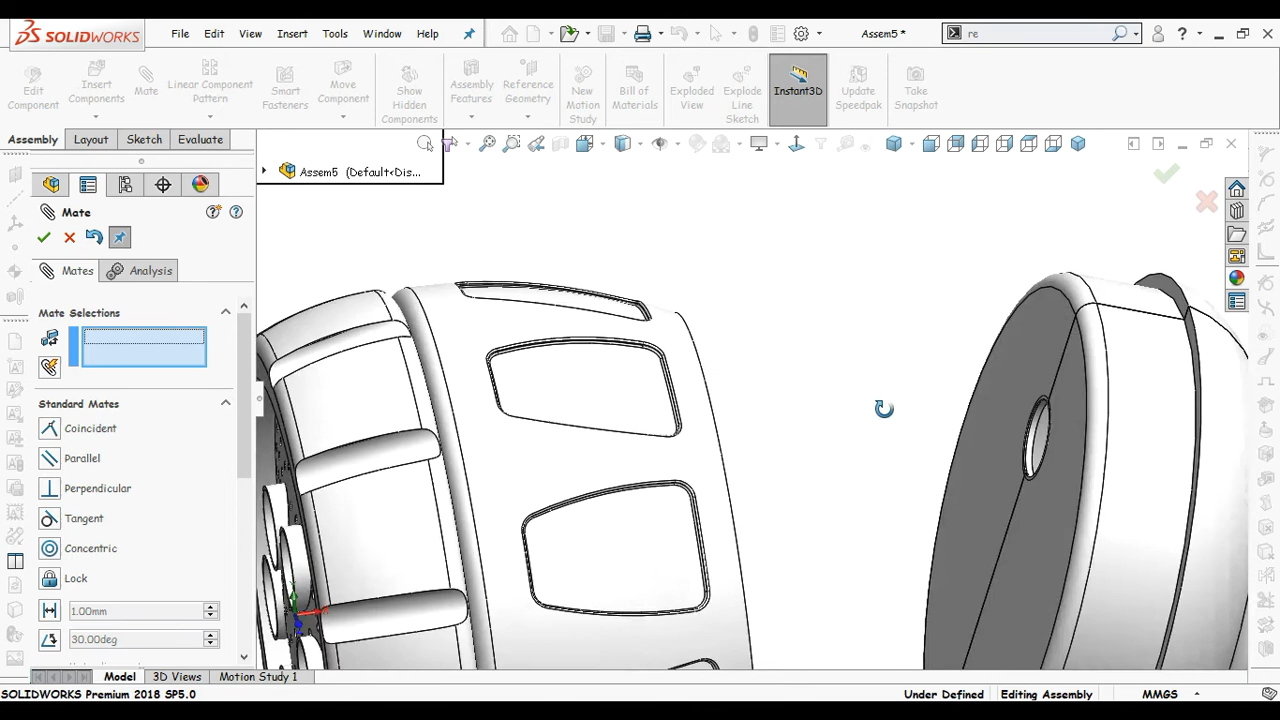 SOLIDWORKS File Edit View Insert Tools Window Help Assem5 * re ?
Edit Component
Insert Components
Mate
Linear Component Pattern
Smart Fasteners
Move Component
Show Hidden Components
Assembly Features
Reference Geometry
New Motion Study
Bill of Materials
Exploded View
Explode Line Sketch
Instant3D
Update Speedpak
Take Snapshot
Assembly Layout Sketch Evaluate
Assem5 (Default<Dis...
Mate
Mates Analysis
Mate Selections
Standard Mates
Coincident
Parallel
Perpendicular
Tangent
Concentric
Lock
1.00mm
30.00deg
Model 3D Views Motion Study 1
SOLIDWORKS Premium 2018 SP5.0 Under Defined Editing Assembly MMGS